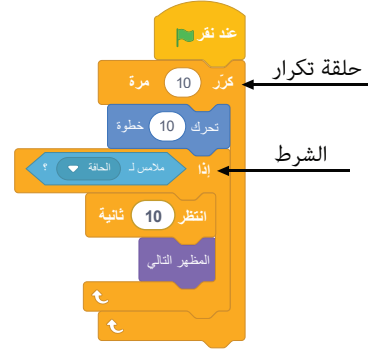 عند نقر
كرّر 10 مرة
حلقة تكرار
تحرك 10 خطوة
الشرط
إذا ملامس لـ الحافة ؟
انتظر 10 ثانية
المظهر التالي